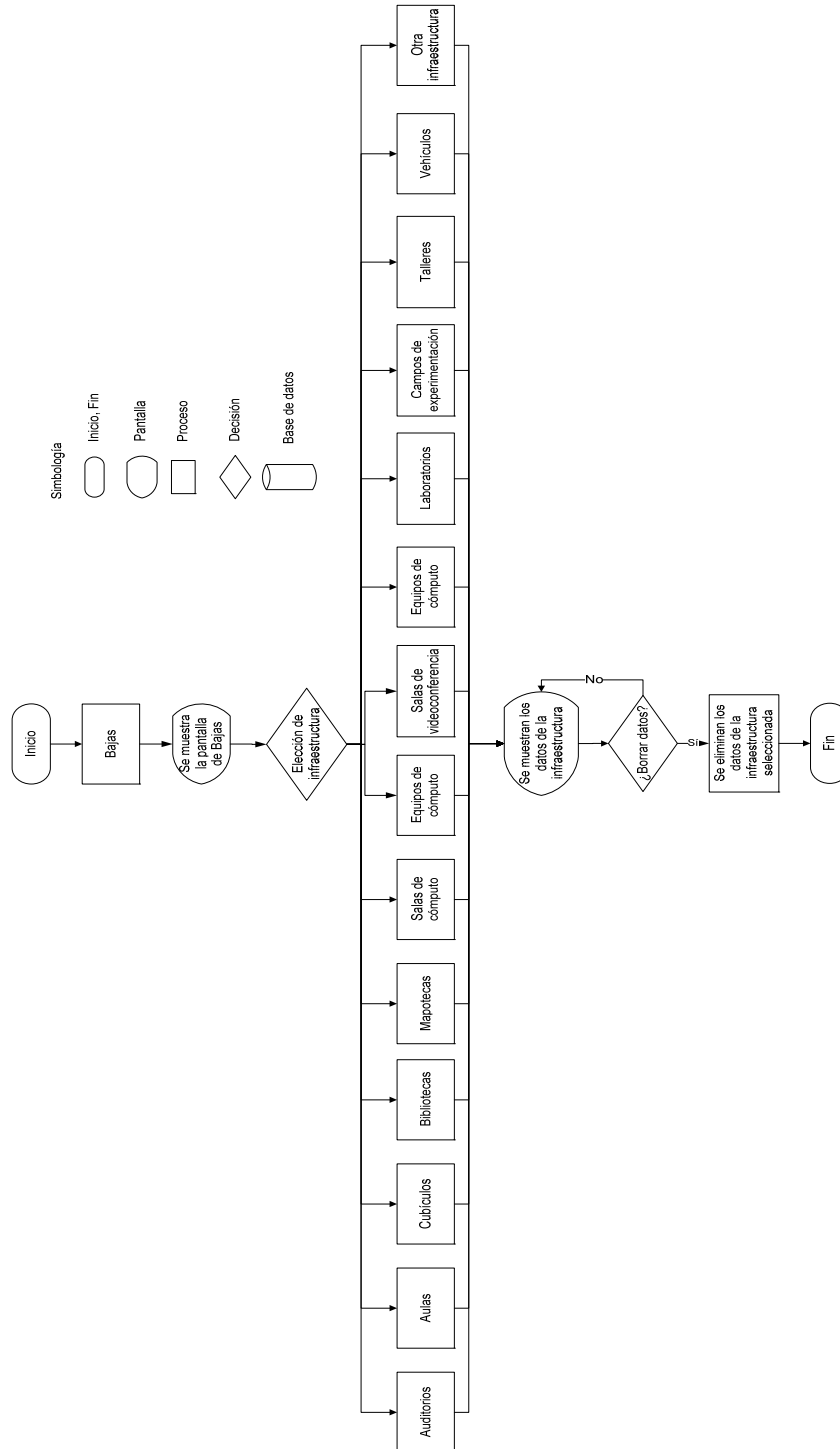 Inicio
Bajas
Se muestra
la pantalla
de Bajas
Elección de
infraestructura
Auditorios
Aulas
Cubículos
Bibliotecas
Mapotecas
Salas de
cómputo
Equipos de
cómputo
Salas de
videoconferencia
Equipos de
cómputo
Laboratorios
Campos de
experimentación
Talleres
Vehículos
Otra
infraestructura
Se muestran los
datos de la
infraestructura
¿Borrar datos?
No
Sí
Se eliminan los
datos de la
infraestructura
seleccionada
Fin
Simbología
Inicio, Fin
Pantalla
Proceso
Decisión
Base de datos